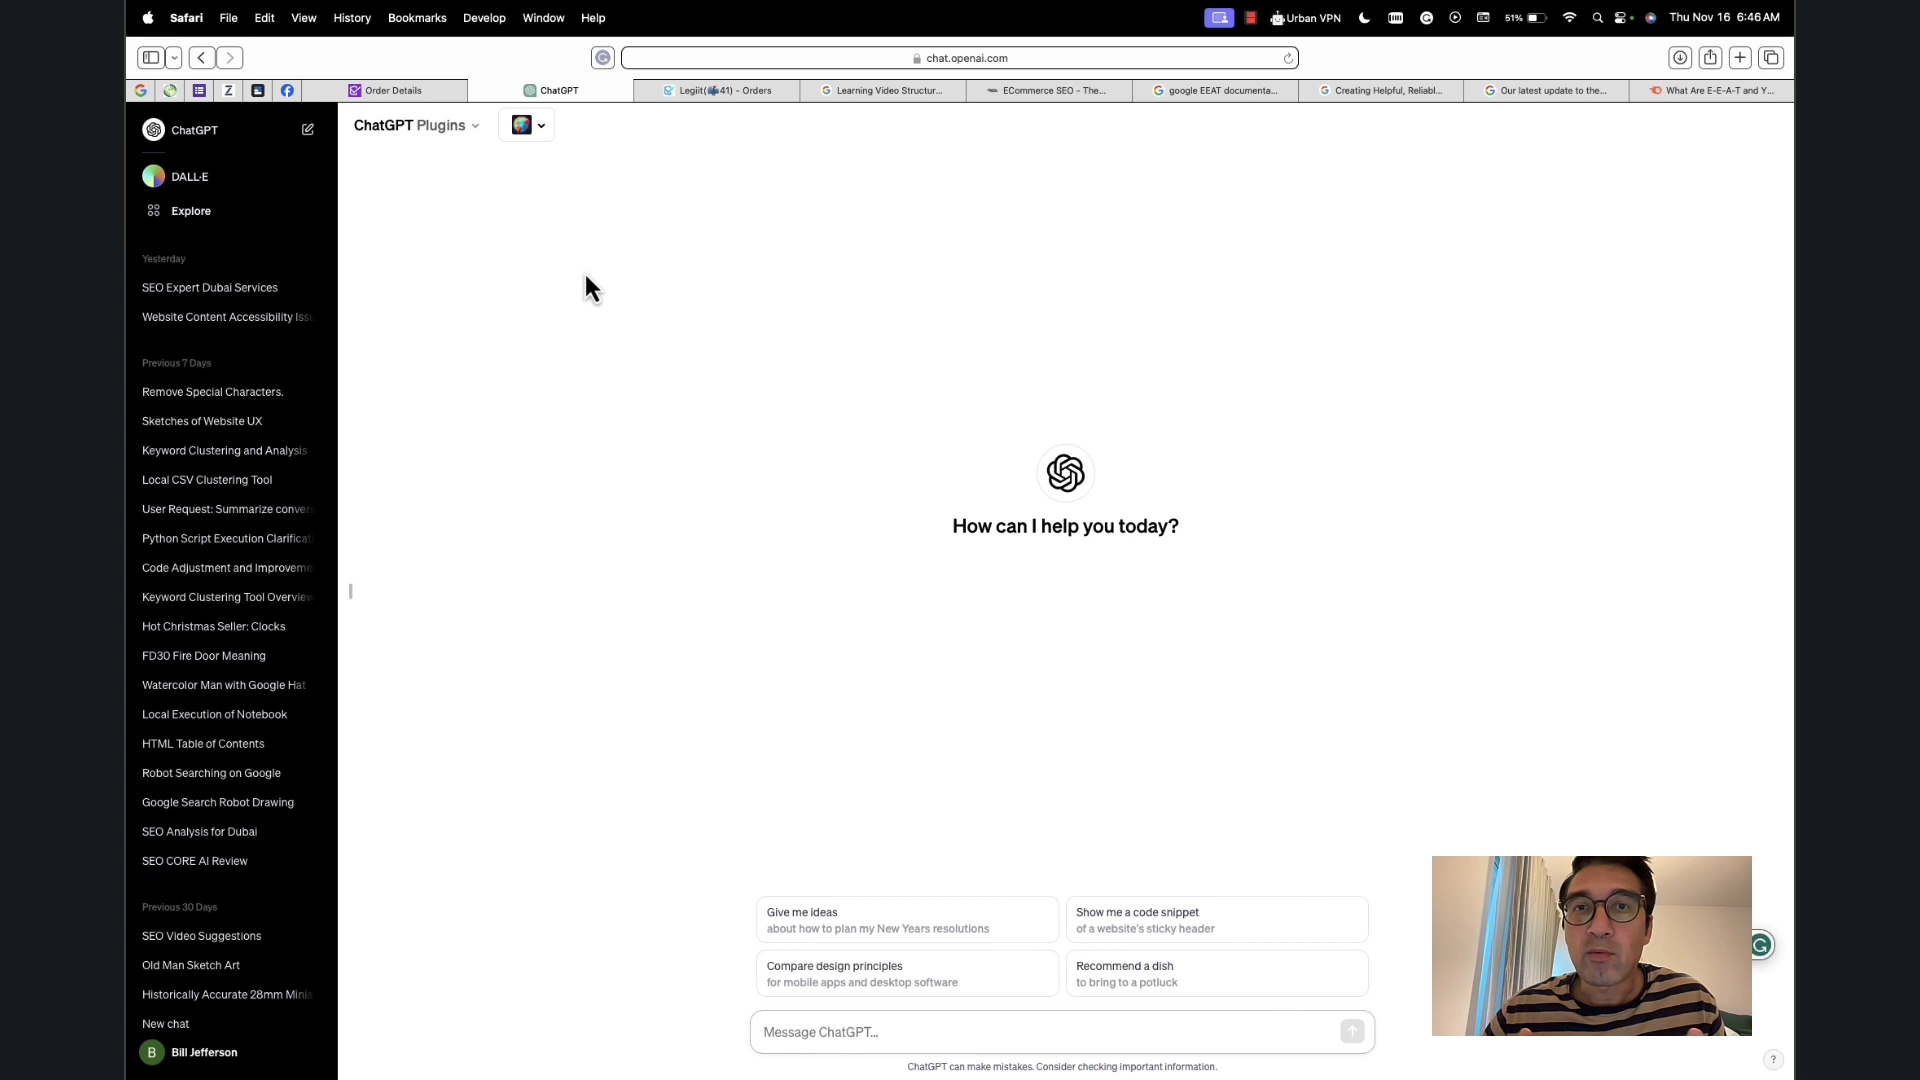 Safari File Edit View History Bookmarks Develop Window Help
Urban VPN 51% Thu Nov 16 6:46 AM
chat.openai.com
Order Details
ChatGPT
Legiit( 41) - Orders
Learning Video Structur...
ECommerce SEO - The...
google EEAT documenta...
Creating Helpful, Reliabl...
Our latest update to the...
What Are E-E-A-T and Y...
ChatGPT
DALL·E
Explore
Yesterday
SEO Expert Dubai Services
Website Content Accessibility Issu
Previous 7 Days
Remove Special Characters.
Sketches of Website UX
Keyword Clustering and Analysis
Local CSV Clustering Tool
User Request: Summarize convers
Python Script Execution Clarificat
Code Adjustment and Improveme
Keyword Clustering Tool Overview
Hot Christmas Seller: Clocks
FD30 Fire Door Meaning
Watercolor Man with Google Hat
Local Execution of Notebook
HTML Table of Contents
Robot Searching on Google
Google Search Robot Drawing
SEO Analysis for Dubai
SEO CORE AI Review
Previous 30 Days
SEO Video Suggestions
Old Man Sketch Art
Historically Accurate 28mm Minia
New chat
B Bill Jefferson
ChatGPT Plugins
How can I help you today?
Give me ideas
about how to plan my New Years resolutions
Show me a code snippet
of a website's sticky header
Compare design principles
for mobile apps and desktop software
Recommend a dish
to bring to a potluck
Message ChatGPT...
ChatGPT can make mistakes. Consider checking important information.
?